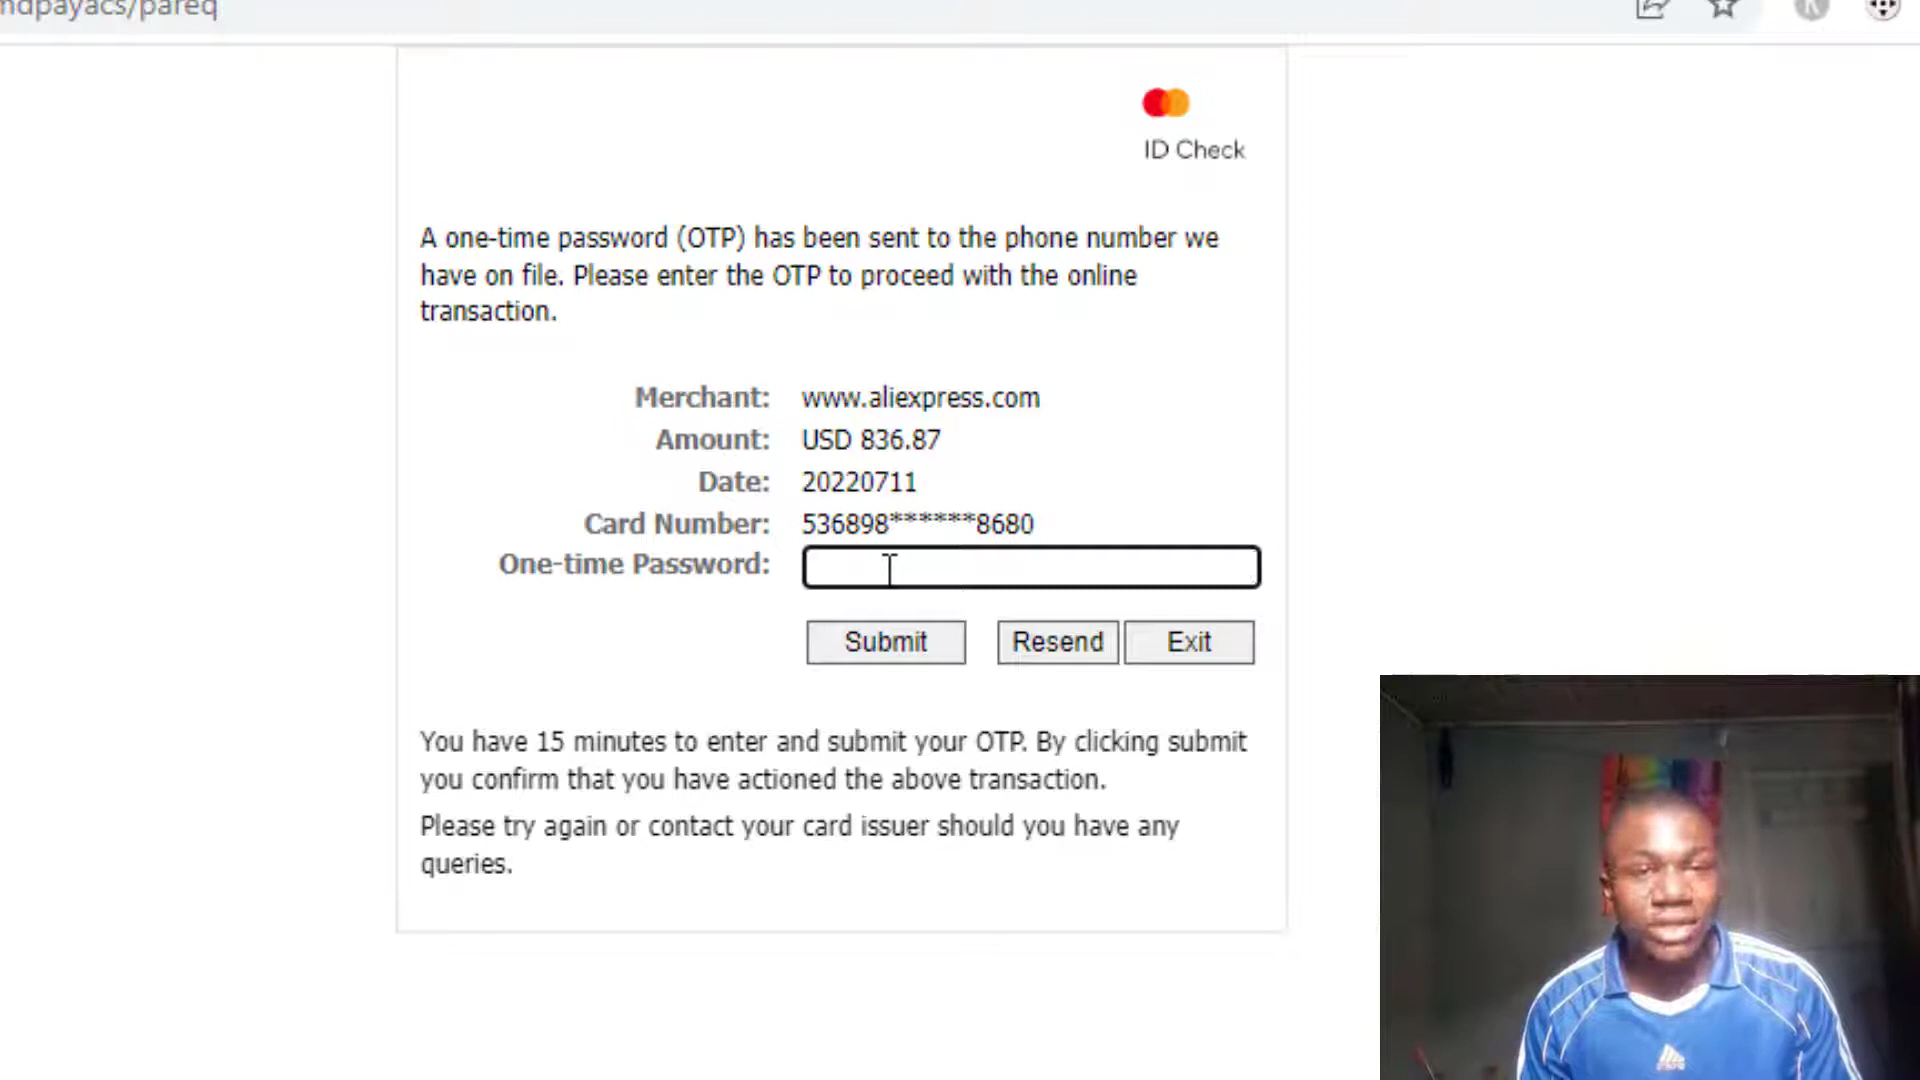 mdpayacs/pareq
ID Check
A one-time password (OTP) has been sent to the phone number we
have on file. Please enter the OTP to proceed with the online
transaction.
Merchant: www.aliexpress.com
Amount: USD 836.87
Date: 20220711
Card Number: 536898******8680
One-time Password:
Submit Resend Exit
You have 15 minutes to enter and submit your OTP. By clicking submit
you confirm that you have actioned the above transaction.
Please try again or contact your card issuer should you have any
queries.